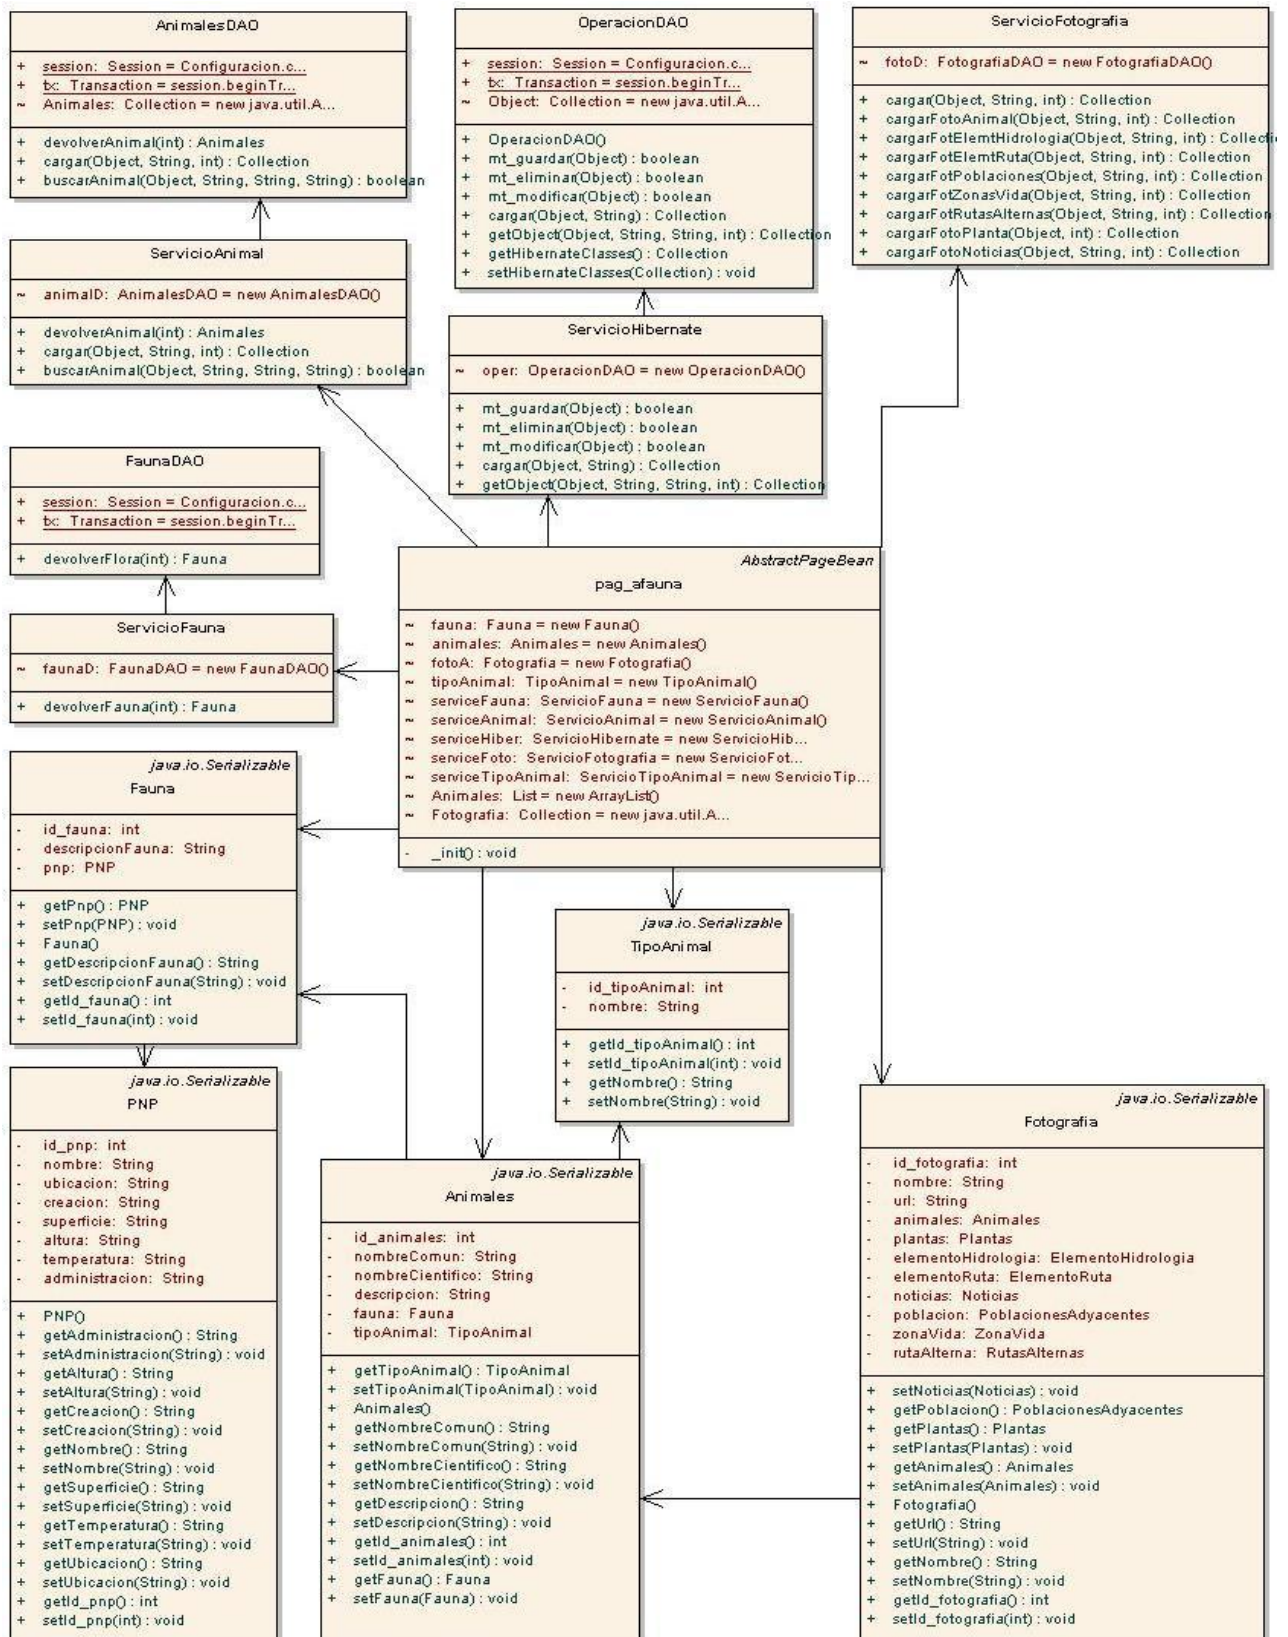 AnimalesDAO
+ session: Session = Configuracion.c...
+ tx: Transaction = session.beginTr...
~ Animales: Collection = new java.util.A...
+ devolverAnimal(int) : Animales
+ cargar(Object, String, int) : Collection
+ buscarAnimal(Object, String, String, String) : boolean
OperacionDAO
+ session: Session = Configuracion.c...
+ tx: Transaction = session.beginTr...
~ Object: Collection = new java.util.A...
+ OperacionDAO()
+ mt_guardar(Object) : boolean
+ mt_eliminar(Object) : boolean
+ mt_modificar(Object) : boolean
+ cargar(Object, String) : Collection
+ getObject(Object, String, String, int) : Collection
+ getHibernateClasses() : Collection
+ setHibernateClasses(Collection) : void
ServicioFotografia
~ fotoD: FotografiaDAO = new FotografiaDAO()
+ cargar(Object, String, int) : Collection
+ cargarFotoAnimal(Object, String, int) : Collection
+ cargarFotElemtHidrologia(Object, String, int) : Collecti
+ cargarFotElemtRuta(Object, String, int) : Collection
+ cargarFotPoblaciones(Object, String, int) : Collection
+ cargarFotZonasVida(Object, String, int) : Collection
+ cargarFotRutasAlternas(Object, String, int) : Collection
+ cargarFotoPlanta(Object, String, int) : Collection
+ cargarFotoNoticias(Object, String, int) : Collection
ServicioAnimal
~ animalD: AnimalesDAO = new AnimalesDAO()
+ devolverAnimal(int) : Animales
+ cargar(Object, String, int) : Collection
+ buscarAnimal(Object, String, String, String) : boolean
ServicioHibernate
~ oper: OperacionDAO = new OperacionDAO()
+ mt_guardar(Object) : boolean
+ mt_eliminar(Object) : boolean
+ mt_modificar(Object) : boolean
+ cargar(Object, String) : Collection
+ getObject(Object, String, String, int) : Collection
FaunaDAO
+ session: Session = Configuracion.c...
+ tx: Transaction = session.beginTr...
+ devolverFlora(int) : Fauna
ServicioFauna
~ faunaD: FaunaDAO = new FaunaDAO()
+ devolverFauna(int) : Fauna
AbstractPageBean
pag_afauna
~ fauna: Fauna = new Fauna()
~ animales: Animales = new Animales()
~ fotoA: Fotografia = new Fotografia()
~ tipoAnimal: TipoAnimal = new TipoAnimal()
~ serviceFauna: ServicioFauna = new ServicioFauna()
~ serviceAnimal: ServicioAnimal = new ServicioAnimal()
~ serviceHiber: ServicioHibernate = new ServicioHib...
~ serviceFoto: ServicioFotografia = new ServicioFot...
~ serviceTipoAnimal: ServicioTipoAnimal = new ServicioTip...
~ Animales: List = new ArrayList()
~ Fotografia: Collection = new java.util.A...
- _init() : void
java.io.Serializable
Fauna
- id_fauna: int
- descripcionFauna: String
- pnp: PNP
+ getPnp() : PNP
+ setPnp(PNP) : void
+ Fauna()
+ getDescripcionFauna() : String
+ setDescripcionFauna(String) : void
+ getId_fauna() : int
+ setId_fauna(int) : void
java.io.Serializable
TipoAnimal
- id_tipoAnimal: int
- nombre: String
+ getId_tipoAnimal() : int
+ setId_tipoAnimal(int) : void
+ getNombre() : String
+ setNombre(String) : void
java.io.Serializable
PNP
- id_pnp: int
- nombre: String
- ubicacion: String
- creacion: String
- superficie: String
- altura: String
- temperatura: String
- administracion: String
+ PNP()
+ getAdministracion() : String
+ setAdministracion(String) : void
+ getAltura() : String
+ setAltura(String) : void
+ getCreacion() : String
+ setCreacion(String) : void
+ getNombre() : String
+ setNombre(String) : void
+ getSuperficie() : String
+ setSuperficie(String) : void
+ getTemperatura() : String
+ setTemperatura(String) : void
+ getUbicacion() : String
+ setUbicacion(String) : void
+ getId_pnp() : int
+ setId_pnp(int) : void
java.io.Serializable
Animales
- id_animales: int
- nombreComun: String
- nombreCientifico: String
- descripcion: String
- fauna: Fauna
- tipoAnimal: TipoAnimal
+ getTipoAnimal() : TipoAnimal
+ setTipoAnimal(TipoAnimal) : void
+ Animales()
+ getNombreComun() : String
+ setNombreComun(String) : void
+ getNombreCientifico() : String
+ setNombreCientifico(String) : void
+ getDescripcion() : String
+ setDescripcion(String) : void
+ getId_animales() : int
+ setId_animales(int) : void
+ getFauna() : Fauna
+ setFauna(Fauna) : void
java.io.Serializable
Fotografia
- id_fotografia: int
- nombre: String
- url: String
- animales: Animales
- plantas: Plantas
- elementoHidrologia: ElementoHidrologia
- elementoRuta: ElementoRuta
- noticias: Noticias
- poblacion: PoblacionesAdyacentes
- zonaVida: ZonaVida
- rutaAlterna: RutasAlternas
+ setNoticias(Noticias) : void
+ getPoblacion() : PoblacionesAdyacentes
+ getPlantas() : Plantas
+ setPlantas(Plantas) : void
+ getAnimales() : Animales
+ setAnimales(Animales) : void
+ Fotografia()
+ getUrl() : String
+ setUrl(String) : void
+ getNombre() : String
+ setNombre(String) : void
+ getId_fotografia() : int
+ setId_fotografia(int) : void